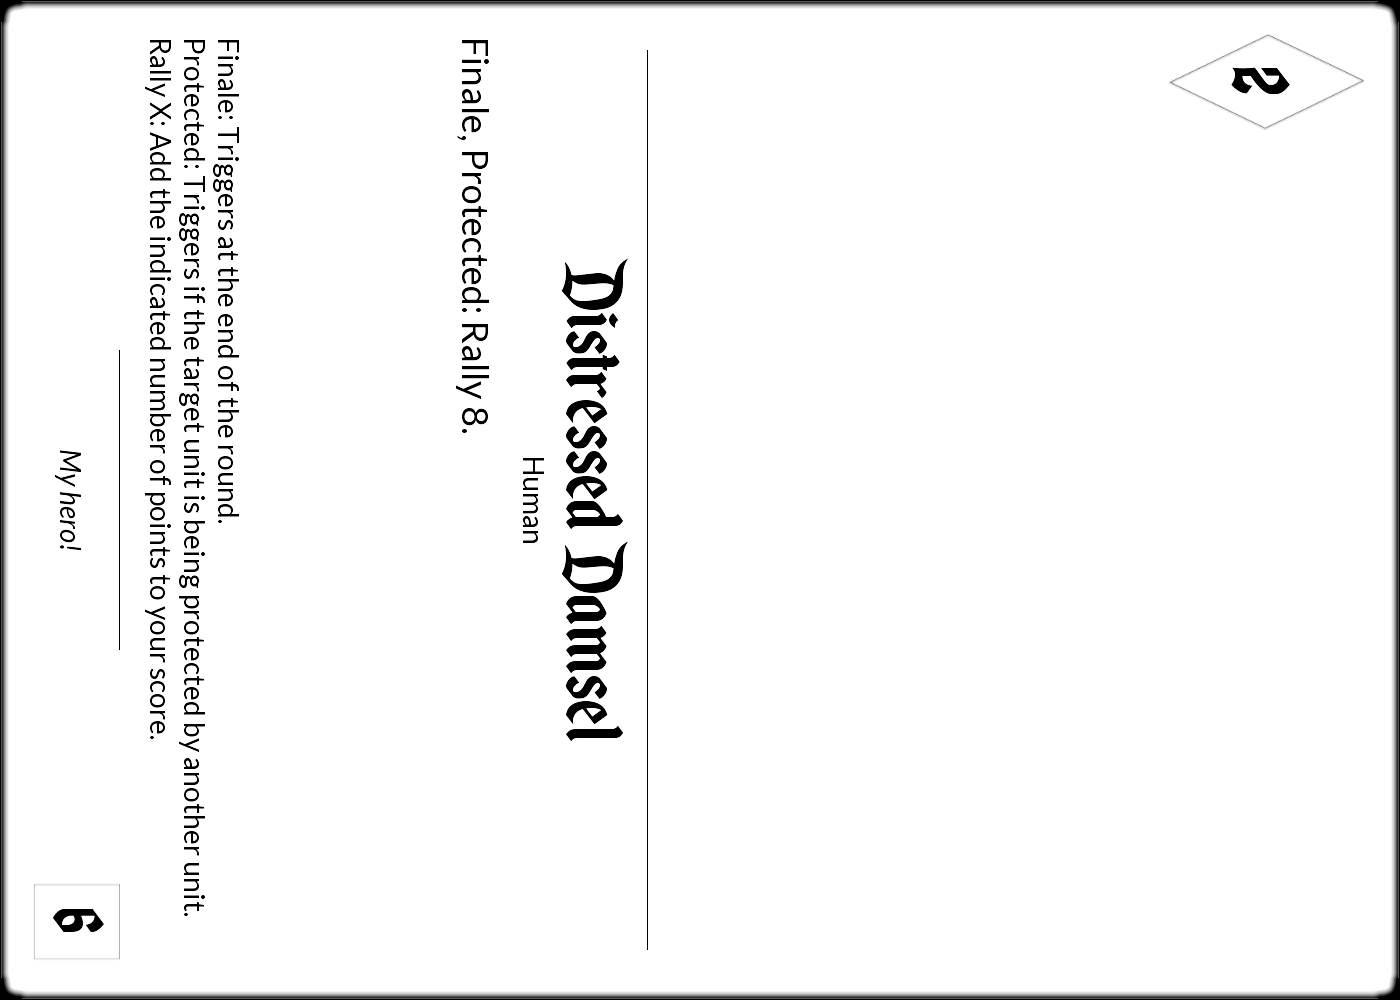 2
Distressed Damsel
Human
Finale, Protected: Rally 8.
Finale: Triggers at the end of the round.
Protected: Triggers if the target unit is being protected by another unit.
Rally X: Add the indicated number of points to your score.
My hero!
6